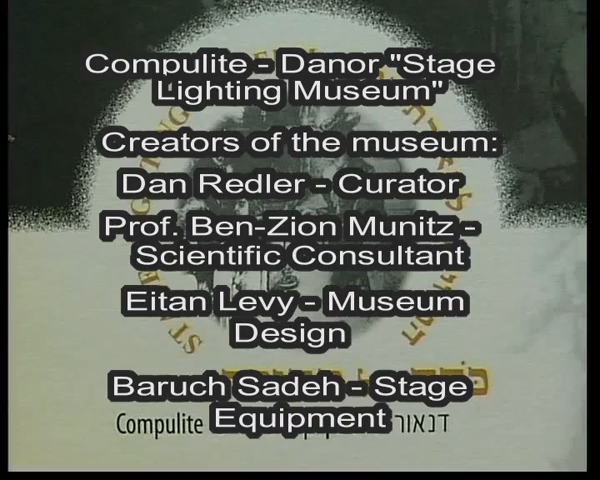 Compulite - Danor "Stage
Lighting Museum"
Creators of the museum:
Dan Redler - Curator
Prof. Ben-Zion Munitz -
Scientific Consultant
Eitan Levy - Museum
Design
Baruch Sadeh - Stage
Equipment
Compulite
דנאור